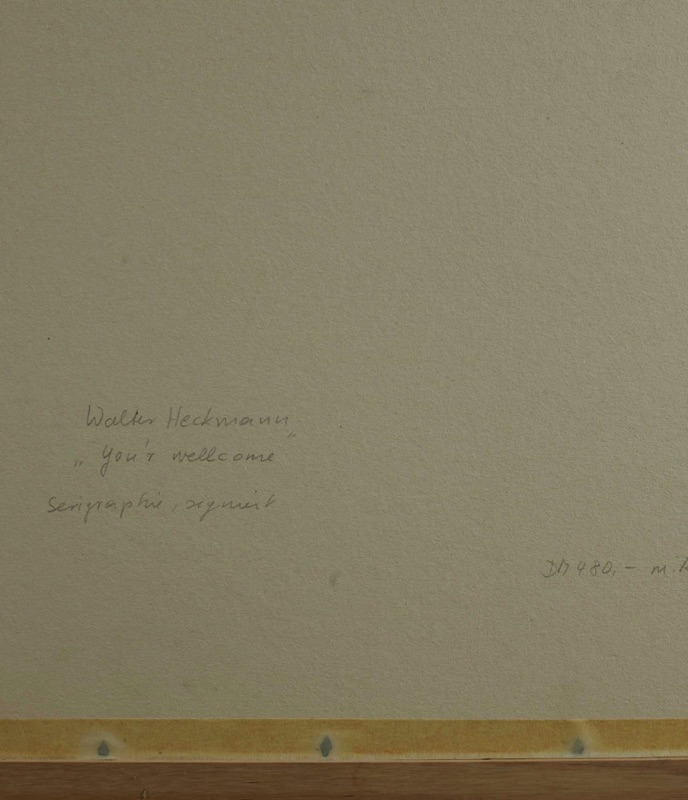 Walter Heckmann
„You'r wellcome"
Serigraphie, signiert
DM 480,- m.